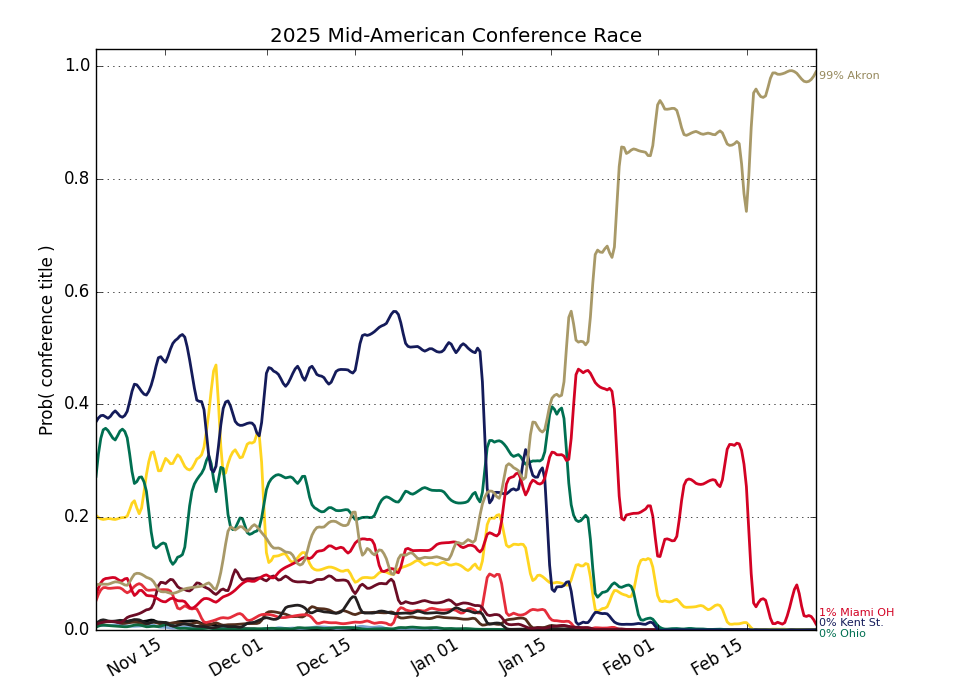 2025 Mid-American Conference Race
Prob( conference title )
1.0
0.8
0.6
0.4
0.2
0.0
99% Akron
1% Miami OH
0% Kent St.
0% Ohio
Nov 15
Dec 01
Dec 15
Jan 01
Jan 15
Feb 01
Feb 15